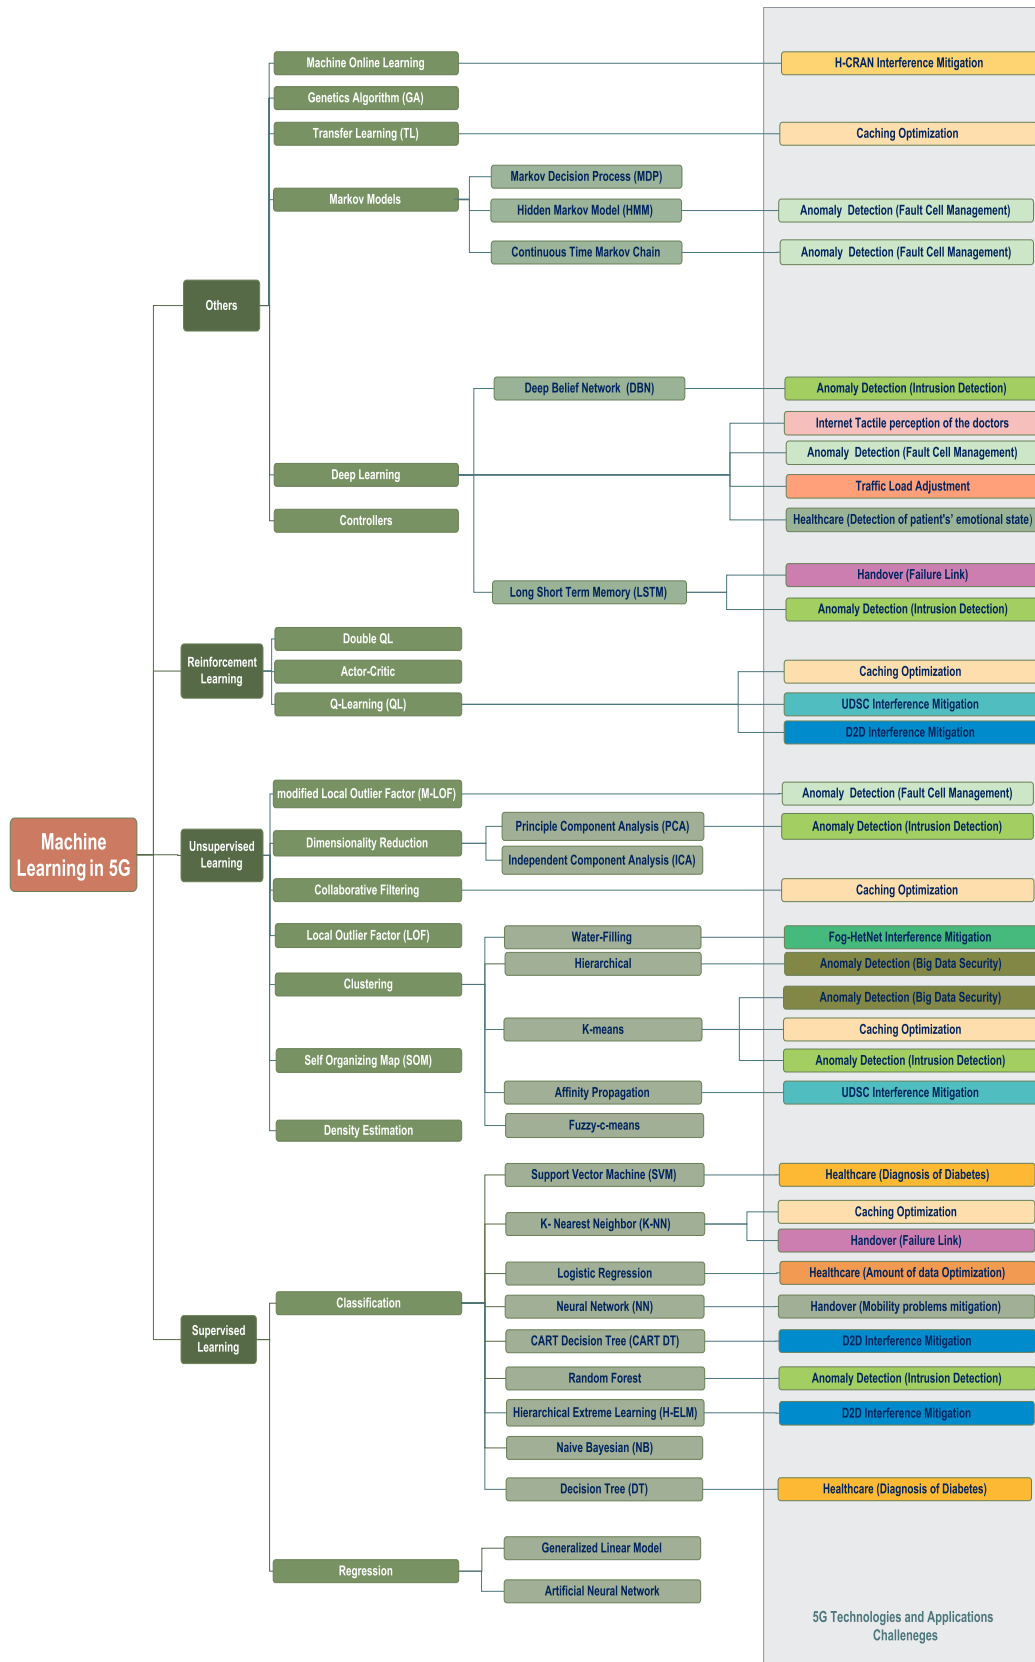 Machine Online Learning
H-CRAN Interference Mitigation
Genetics Algorithm (GA)
Transfer Learning (TL)
Caching Optimization
Markov Decision Process (MDP)
Markov Models
Hidden Markov Model (HMM)
Anomaly  Detection (Fault Cell Management)
Continuous Time Markov Chain
Anomaly  Detection (Fault Cell Management)
Others
Deep Belief Network  (DBN)
Anomaly Detection (Intrusion Detection)
Internet Tactile perception of the doctors
Anomaly  Detection (Fault Cell Management)
Deep Learning
Traffic Load Adjustment
Controllers
Healthcare (Detection of patient's' emotional state)
Handover (Failure Link)
Long Short Term Memory (LSTM)
Anomaly Detection (Intrusion Detection)
Double QL
Reinforcement
Learning
Actor-Critic
Caching Optimization
Q-Learning (QL)
UDSC Interference Mitigation
D2D Interference Mitigation
modified Local Outlier Factor (M-LOF)
Anomaly  Detection (Fault Cell Management)
Machine
Learning in 5G
Unsupervised
Learning
Dimensionality Reduction
Principle Component Analysis (PCA)
Anomaly Detection (Intrusion Detection)
Independent Component Analysis (ICA)
Collaborative Filtering
Caching Optimization
Local Outlier Factor (LOF)
Water-Filling
Fog-HetNet Interference Mitigation
Hierarchical
Anomaly Detection (Big Data Security)
Clustering
Anomaly Detection (Big Data Security)
K-means
Caching Optimization
Self Organizing Map (SOM)
Anomaly Detection (Intrusion Detection)
Affinity Propagation
UDSC Interference Mitigation
Density Estimation
Fuzzy-c-means
Support Vector Machine (SVM)
Healthcare (Diagnosis of Diabetes)
Caching Optimization
K- Nearest Neighbor (K-NN)
Handover (Failure Link)
Logistic Regression
Healthcare (Amount of data Optimization)
Classification
Neural Network (NN)
Handover (Mobility problems mitigation)
Supervised
Learning
CART Decision Tree (CART DT)
D2D Interference Mitigation
Random Forest
Anomaly Detection (Intrusion Detection)
Hierarchical Extreme Learning (H-ELM)
D2D Interference Mitigation
Naive Bayesian (NB)
Decision Tree (DT)
Healthcare (Diagnosis of Diabetes)
Generalized Linear Model
Regression
Artificial Neural Network
5G Technologies and Applications
Challeneges